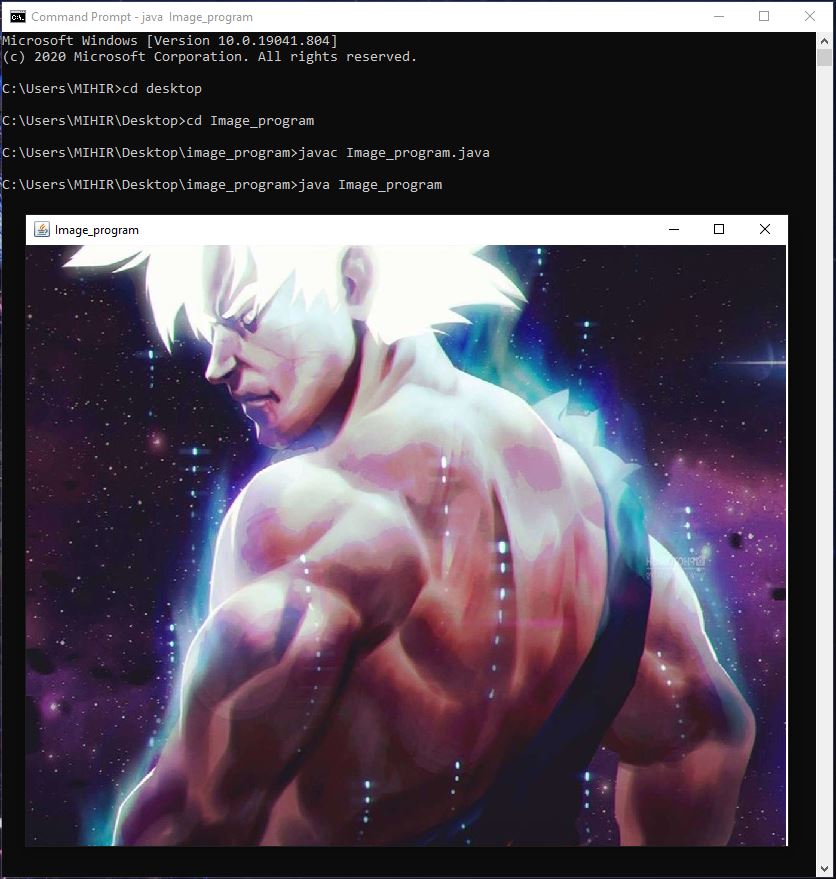 Command Prompt - java  Image_program
Microsoft Windows [Version 10.0.19041.804]
(c) 2020 Microsoft Corporation. All rights reserved.
C:\Users\MIHIR>cd desktop
C:\Users\MIHIR\Desktop>cd Image_program
C:\Users\MIHIR\Desktop\image_program>javac Image_program.java
C:\Users\MIHIR\Desktop\image_program>java Image_program
Image_program